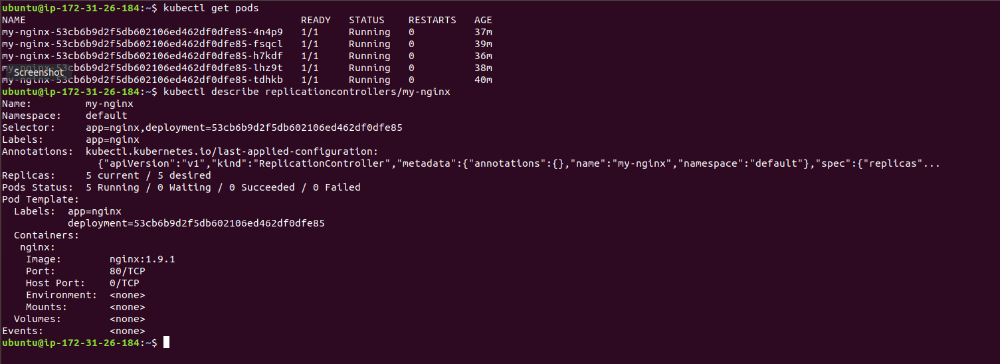 ubuntu@ip-172-31-26-184:~$ kubectl get pods
NAME                                              READY   STATUS    RESTARTS   AGE
my-nginx-53cb6b9d2f5db602106ed462df0dfe85-4n4p9   1/1     Running   0          37m
my-nginx-53cb6b9d2f5db602106ed462df0dfe85-fsqcl   1/1     Running   0          39m
my-nginx-53cb6b9d2f5db602106ed462df0dfe85-h7kdf   1/1     Running   0          36m
my-nginx-53cb6b9d2f5db602106ed462df0dfe85-lhz9t   1/1     Running   0          38m
Screenshot
my-nginx-53cb6b9d2f5db602106ed462df0dfe85-tdhkb   1/1     Running   0          40m
ubuntu@ip-172-31-26-184:~$ kubectl describe replicationcontrollers/my-nginx
Name:         my-nginx
Namespace:    default
Selector:     app=nginx,deployment=53cb6b9d2f5db602106ed462df0dfe85
Labels:       app=nginx
Annotations:  kubectl.kubernetes.io/last-applied-configuration:
                {"apiVersion":"v1","kind":"ReplicationController","metadata":{"annotations":{},"name":"my-nginx","namespace":"default"},"spec":{"replicas"...
Replicas:     5 current / 5 desired
Pods Status:  5 Running / 0 Waiting / 0 Succeeded / 0 Failed
Pod Template:
  Labels:  app=nginx
           deployment=53cb6b9d2f5db602106ed462df0dfe85
  Containers:
   nginx:
    Image:        nginx:1.9.1
    Port:         80/TCP
    Host Port:    0/TCP
    Environment:  <none>
    Mounts:       <none>
  Volumes:        <none>
Events:           <none>
ubuntu@ip-172-31-26-184:~$